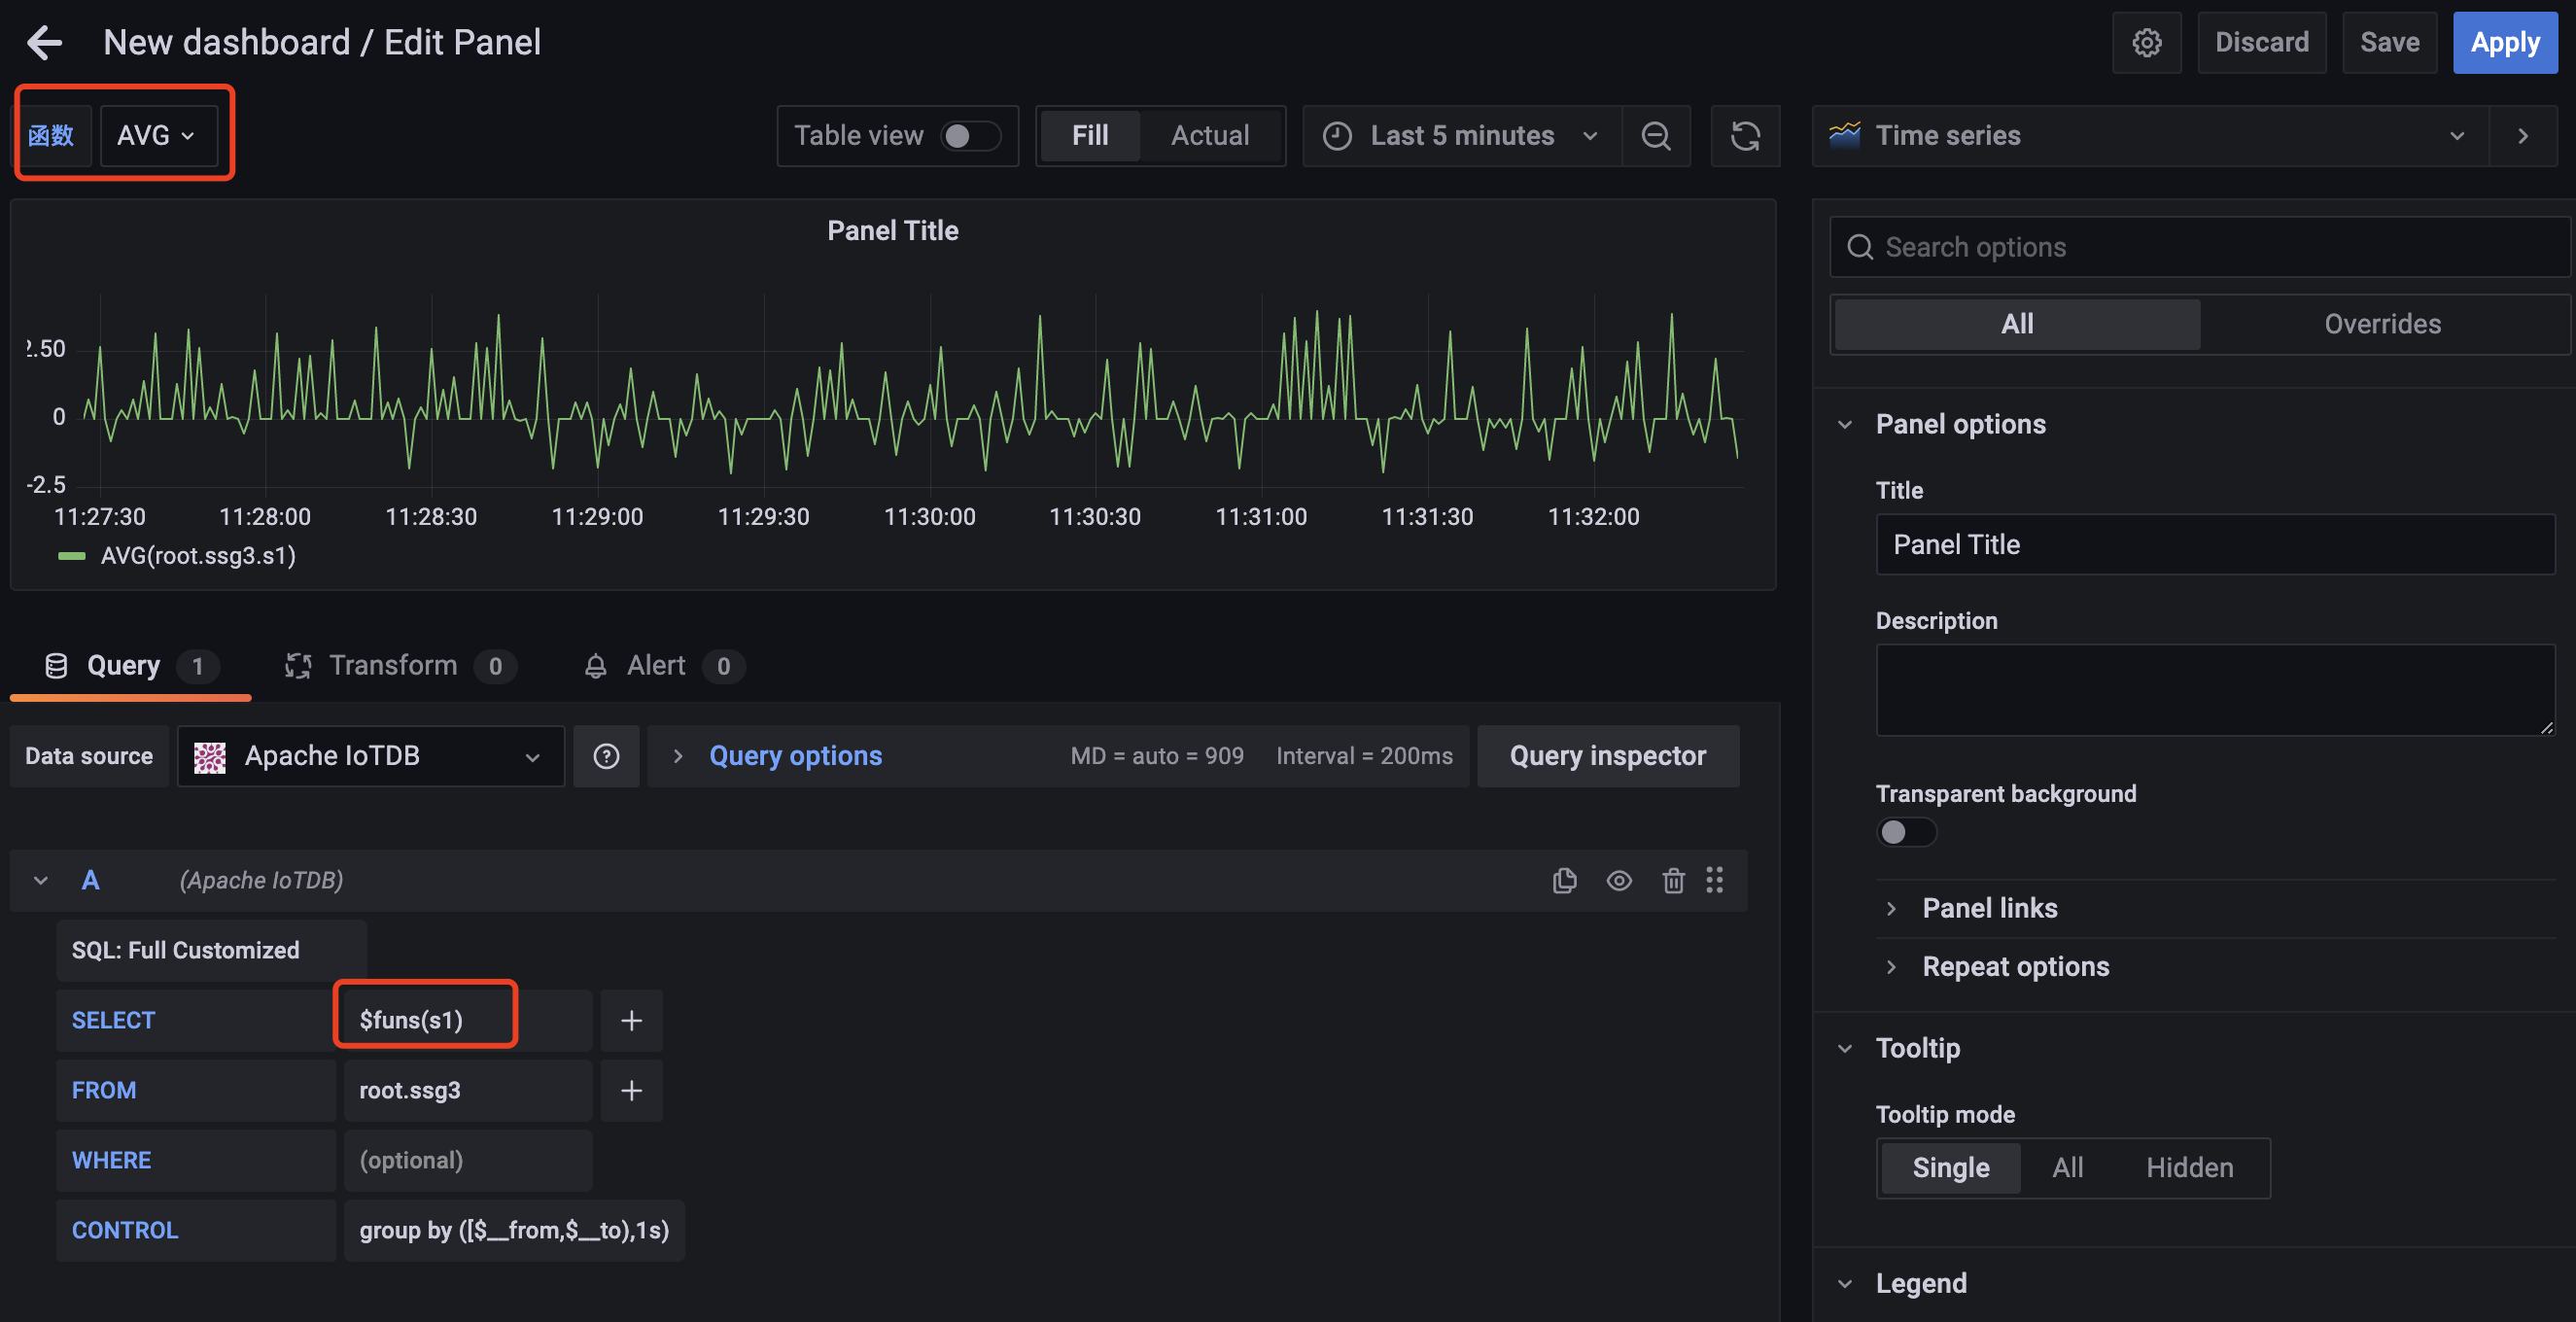 New dashboard / Edit Panel
Discard
Save
Apply
函数
AVG
Table view
Fill
Actual
Last 5 minutes
Time series
Panel Title
2.50
0
-2.5
11:27:30
11:28:00
11:28:30
11:29:00
11:29:30
11:30:00
11:30:30
11:31:00
11:31:30
11:32:00
AVG(root.ssg3.s1)
Query 1
Transform 0
Alert 0
Data source
Apache IoTDB
Query options
MD = auto = 909
Interval = 200ms
Query inspector
A
(Apache IoTDB)
SQL: Full Customized
SELECT
$funs(s1)
FROM
root.ssg3
WHERE
(optional)
CONTROL
group by ([$__from,$__to),1s)
Search options
All
Overrides
Panel options
Title
Panel Title
Description
Transparent background
Panel links
Repeat options
Tooltip
Tooltip mode
Single
All
Hidden
Legend